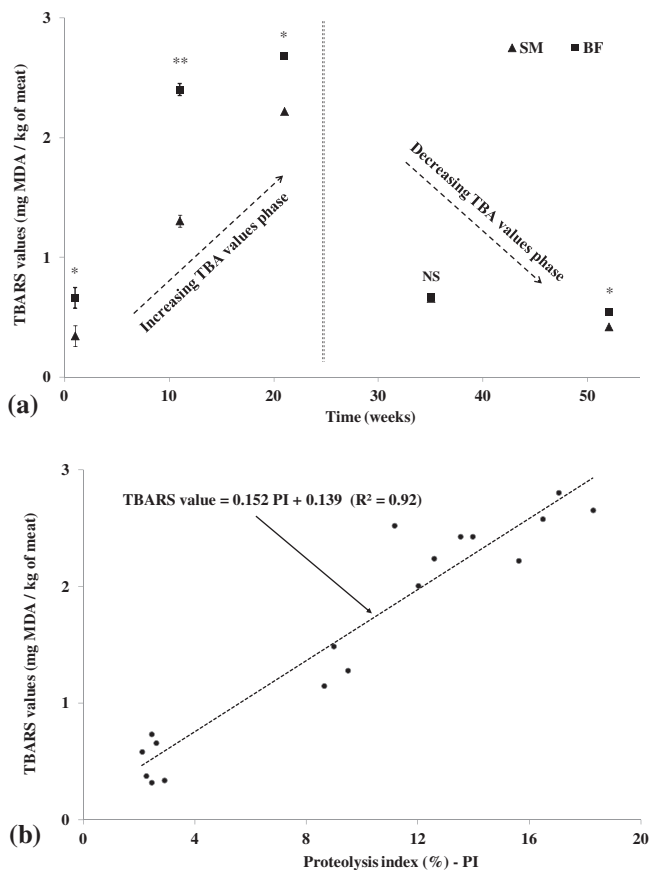 3
2
1
0
TBARS values (mg MDA / kg of meat)
*
**
*
▲ SM ■ BF
Increasing TBA values phase
Decreasing TBA values phase
NS
*
0 10 20 30 40 50
Time (weeks)
(a)
3
2
1
0
TBARS values (mg MDA / kg of meat)
TBARS value = 0.152 PI + 0.139 (R² = 0.92)
0 4 8 12 16 20
Proteolysis index (%) - PI
(b)